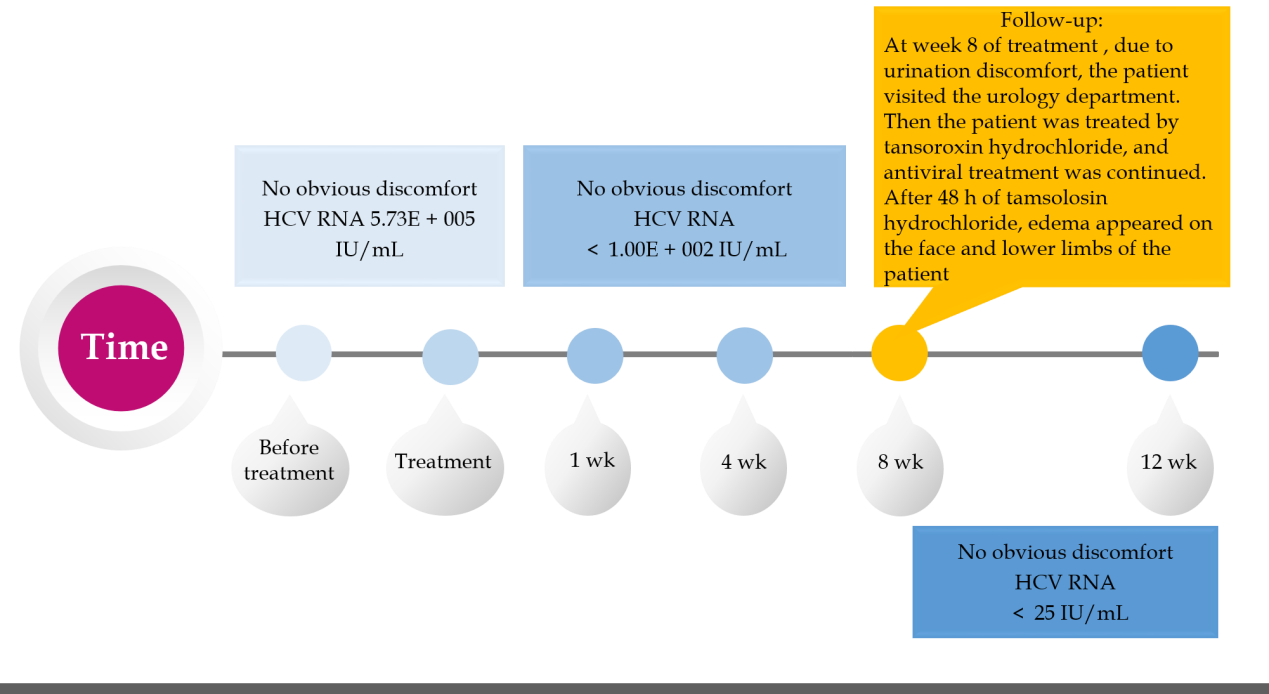 Follow-up:
At week 8 of treatment , due to
urination discomfort, the patient
visited the urology department.
Then the patient was treated by
tansoroxin hydrochloride, and
antiviral treatment was continued.
After 48 h of tamsolosin
hydrochloride, edema appeared on
the face and lower limbs of the
patient
No obvious discomfort
HCV RNA 5.73E + 005
IU/mL
No obvious discomfort
HCV RNA
< 1.00E + 002 IU/mL
Time
Before
treatment
Treatment
1 wk
4 wk
8 wk
12 wk
No obvious discomfort
HCV RNA
< 25 IU/mL